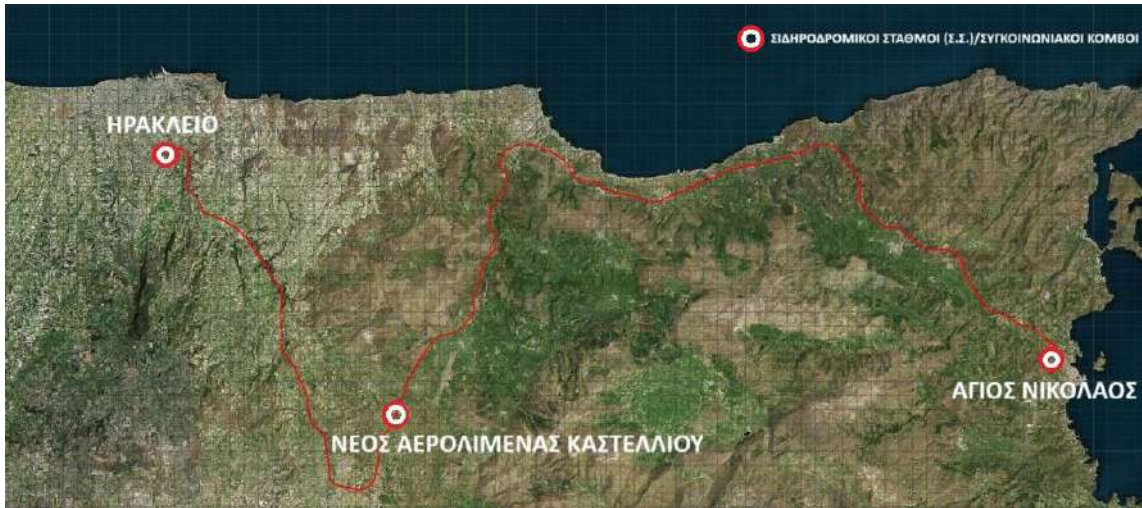 ΣΙΔΗΡΟΔΡΟΜΙΚΟΙ ΣΤΑΘΜΟΙ (Σ.Σ.)/ΣΥΓΚΟΙΝΩΝΙΑΚΟΙ ΚΟΜΒΟΙ
ΗΡΑΚΛΕΙΟ
ΑΓΙΟΣ ΝΙΚΟΛΑΟΣ
ΝΕΟΣ ΑΕΡΟΛΙΜΕΝΑΣ ΚΑΣΤΕΛΛΙΟΥ